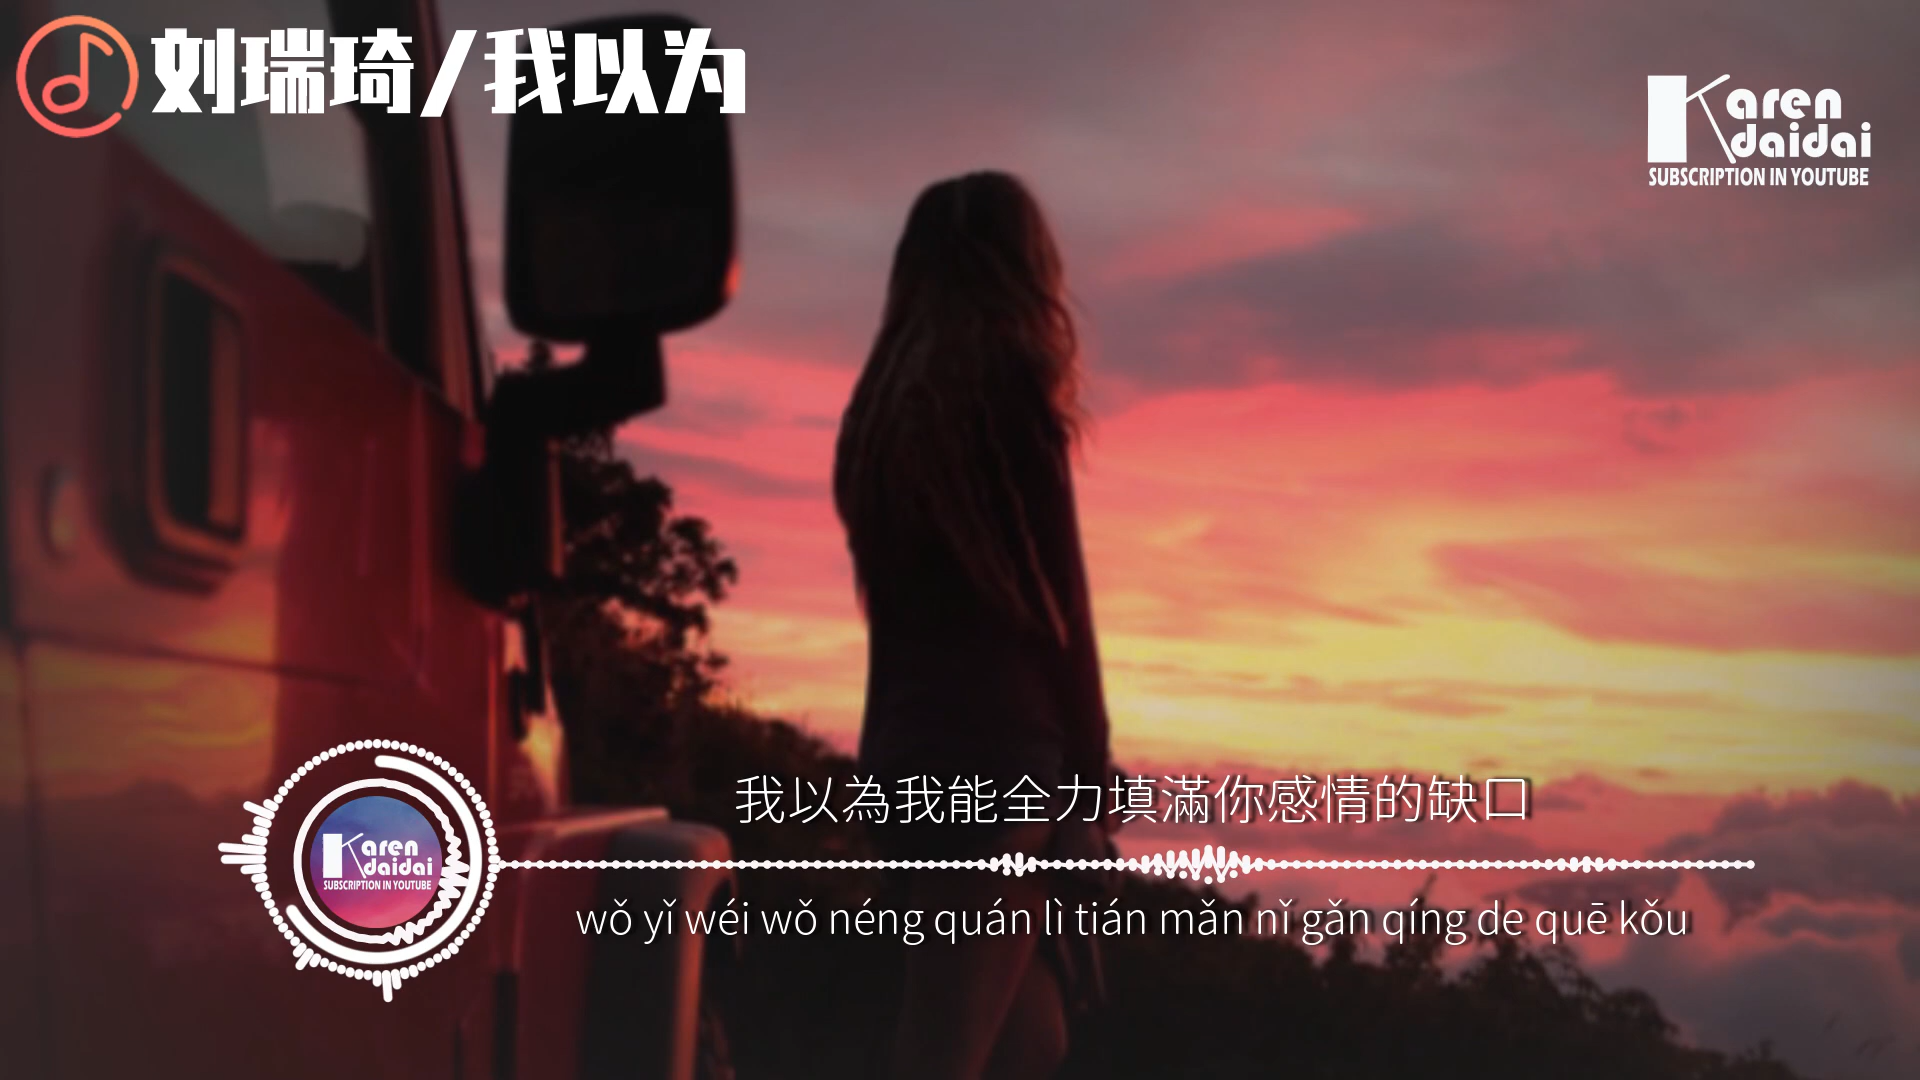 刘瑞琦/我以为
Karen
daidai
SUBSCRIPTION IN YOUTUBE
我以為我能全力填滿你感情的缺口
wǒ yǐ wéi wǒ néng quán lì tián mǎn nǐ gǎn qíng de quē kǒu
Karen
daidai
SUBSCRIPTION IN YOUTUBE